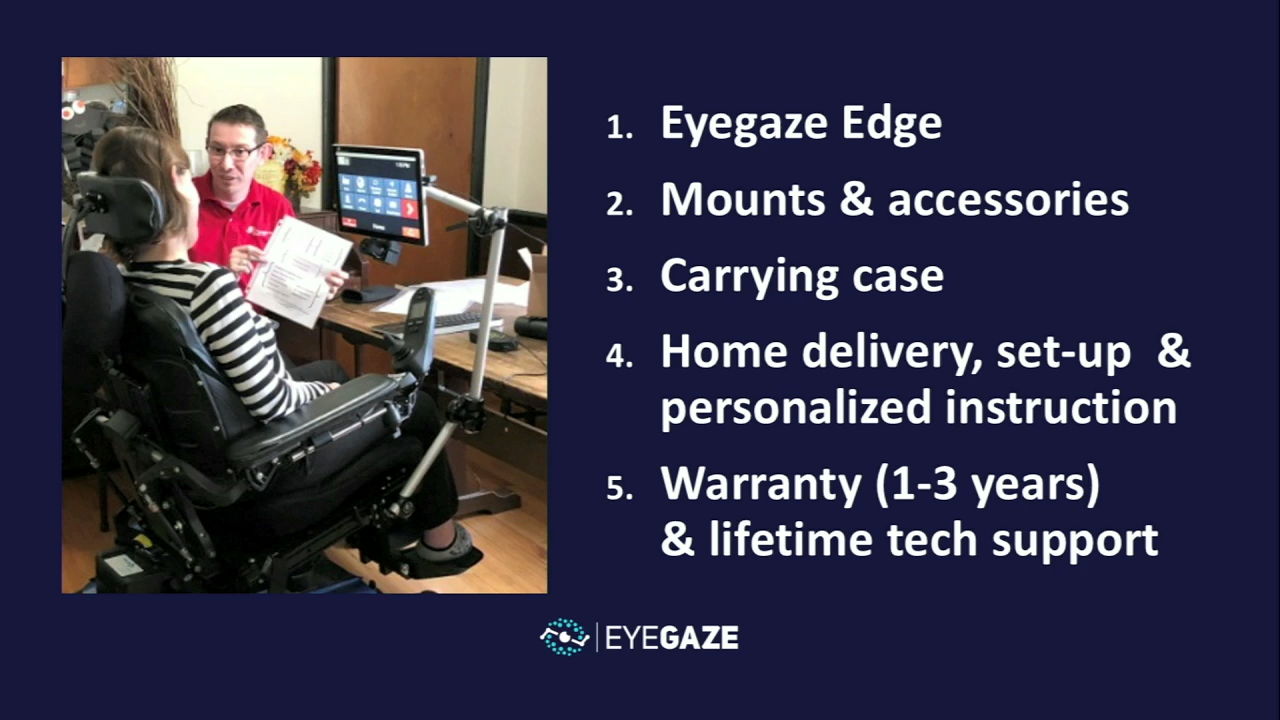 1. Eyegaze Edge
2. Mounts & accessories
3. Carrying case
4. Home delivery, set-up  &
personalized instruction
5. Warranty (1-3 years)
& lifetime tech support
EYEGAZE